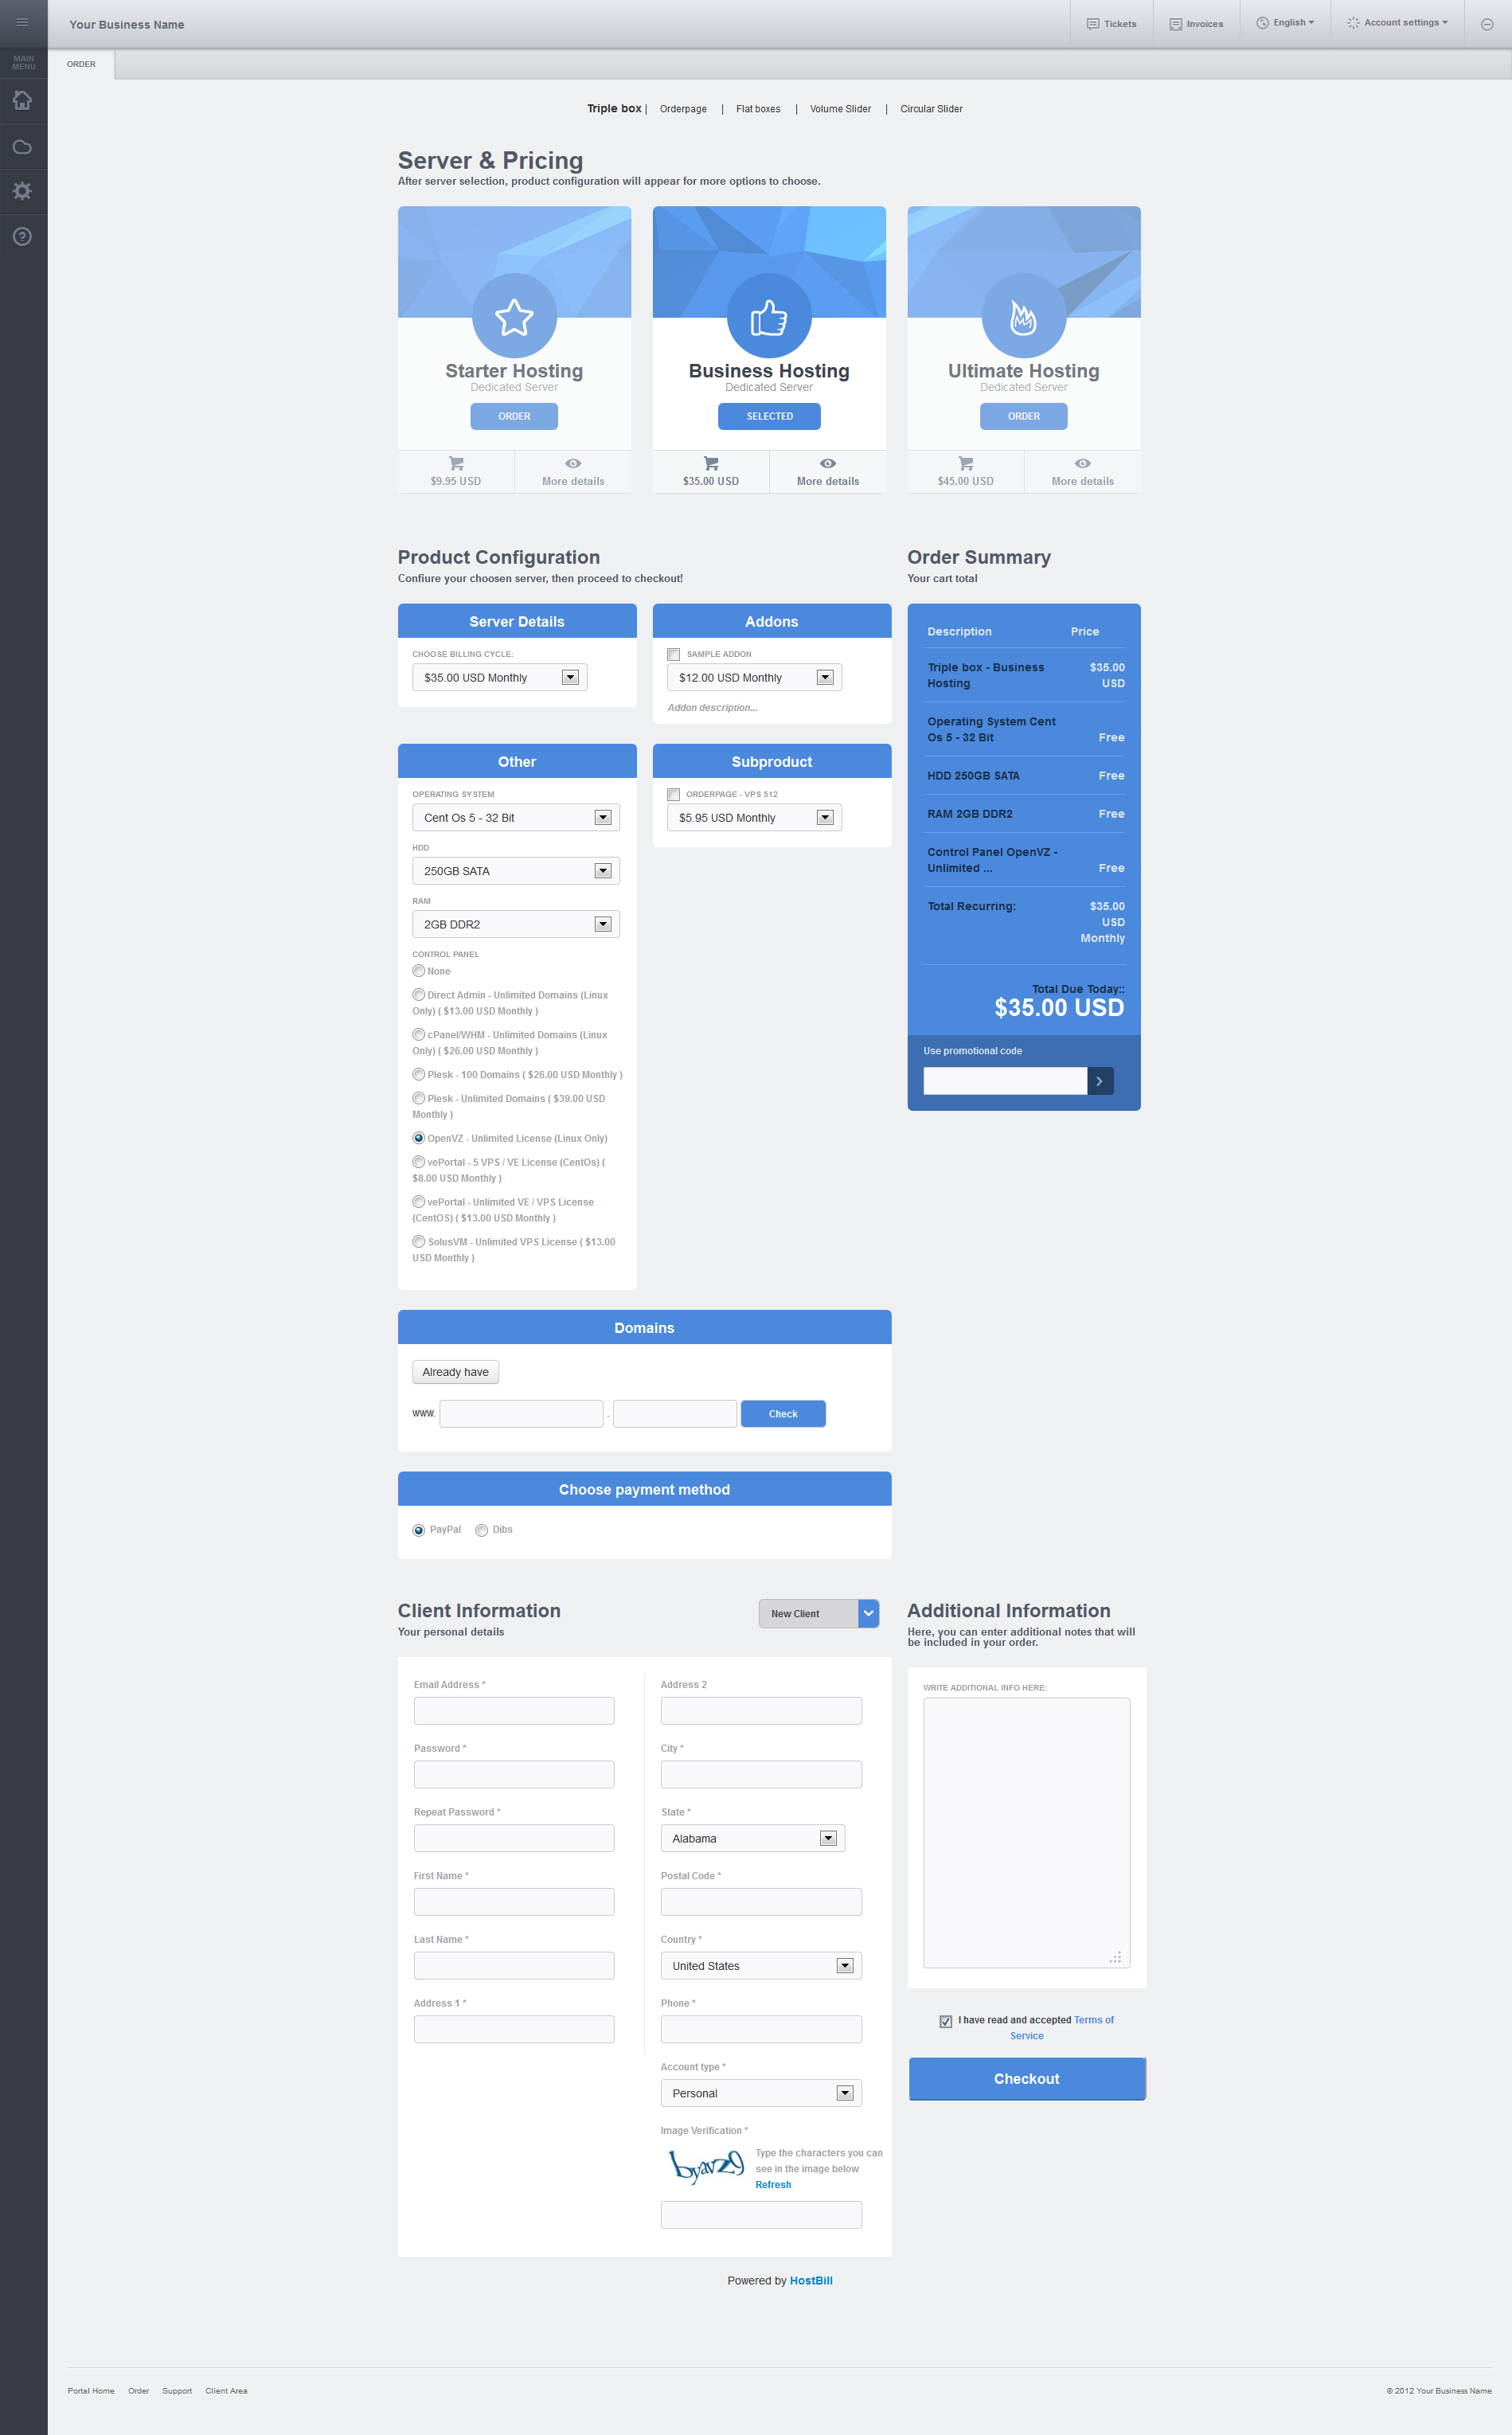 Your Business Name
Tickets
Invoices
English
Account settings
MAIN
MENU
ORDER
Triple box | Orderpage | Flat boxes | Volume Slider | Circular Slider
Server & Pricing
After server selection, product configuration will appear for more options to choose.
Starter Hosting
Dedicated Server
ORDER
$9.95 USD
More details
Business Hosting
Dedicated Server
SELECTED
$35.00 USD
More details
Ultimate Hosting
Dedicated Server
ORDER
$45.00 USD
More details
Product Configuration
Confiure your choosen server, then proceed to checkout!
Server Details
CHOOSE BILLING CYCLE:
$35.00 USD Monthly
Addons
SAMPLE ADDON
$12.00 USD Monthly
Addon description...
Other
OPERATING SYSTEM
Cent Os 5 - 32 Bit
HDD
250GB SATA
RAM
2GB DDR2
CONTROL PANEL
None
Direct Admin - Unlimited Domains (Linux
Only) ( $13.00 USD Monthly )
cPanel/WHM - Unlimited Domains (Linux
Only) ( $26.00 USD Monthly )
Plesk - 100 Domains ( $26.00 USD Monthly )
Plesk - Unlimited Domains ( $39.00 USD
Monthly )
OpenVZ - Unlimited License (Linux Only)
vePortal - 5 VPS / VE License (CentOs) (
$8.00 USD Monthly )
vePortal - Unlimited VE / VPS License
(CentOS) ( $13.00 USD Monthly )
SolusVM - Unlimited VPS License ( $13.00
USD Monthly )
Subproduct
ORDERPAGE - VPS 512
$5.95 USD Monthly
Order Summary
Your cart total
Description Price
Triple box - Business $35.00
Hosting USD
Operating System Cent
Os 5 - 32 Bit Free
HDD 250GB SATA Free
RAM 2GB DDR2 Free
Control Panel OpenVZ -
Unlimited ... Free
Total Recurring: $35.00
USD
Monthly
Total Due Today::
$35.00 USD
Use promotional code
Domains
Already have
www. . Check
Choose payment method
PayPal Dibs
Client Information
Your personal details
New Client
Email Address *
Password *
Repeat Password *
First Name *
Last Name *
Address 1 *
Address 2
City *
State *
Alabama
Postal Code *
Country *
United States
Phone *
Account type *
Personal
Image Verification *
byavz9
Type the characters you can
see in the image below
Refresh
Additional Information
Here, you can enter additional notes that will
be included in your order.
WRITE ADDITIONAL INFO HERE:
I have read and accepted Terms of
Service
Checkout
Powered by HostBill
Portal Home Order Support Client Area
© 2012 Your Business Name